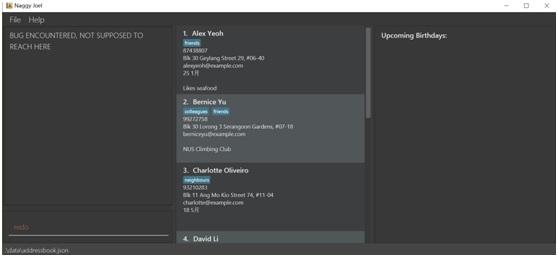 Naggy Joel
File Help
BUG ENCOUNTERED, NOT SUPPOSED TO
REACH HERE
redo
1. Alex Yeoh
friends
87438807
Blk 30 Geylang Street 29, #06-40
alexyeoh@example.com
25 1月
Likes seafood
2. Bernice Yu
colleagues friends
99272758
Blk 30 Lorong 3 Serangoon Gardens, #07-18
berniceyu@example.com
NUS Climbing Club
3. Charlotte Oliveiro
neighbours
93210283
Blk 11 Ang Mo Kio Street 74, #11-04
charlotte@example.com
18 5月
4. David Li
Upcoming Birthdays:
.\data\addressbook.json